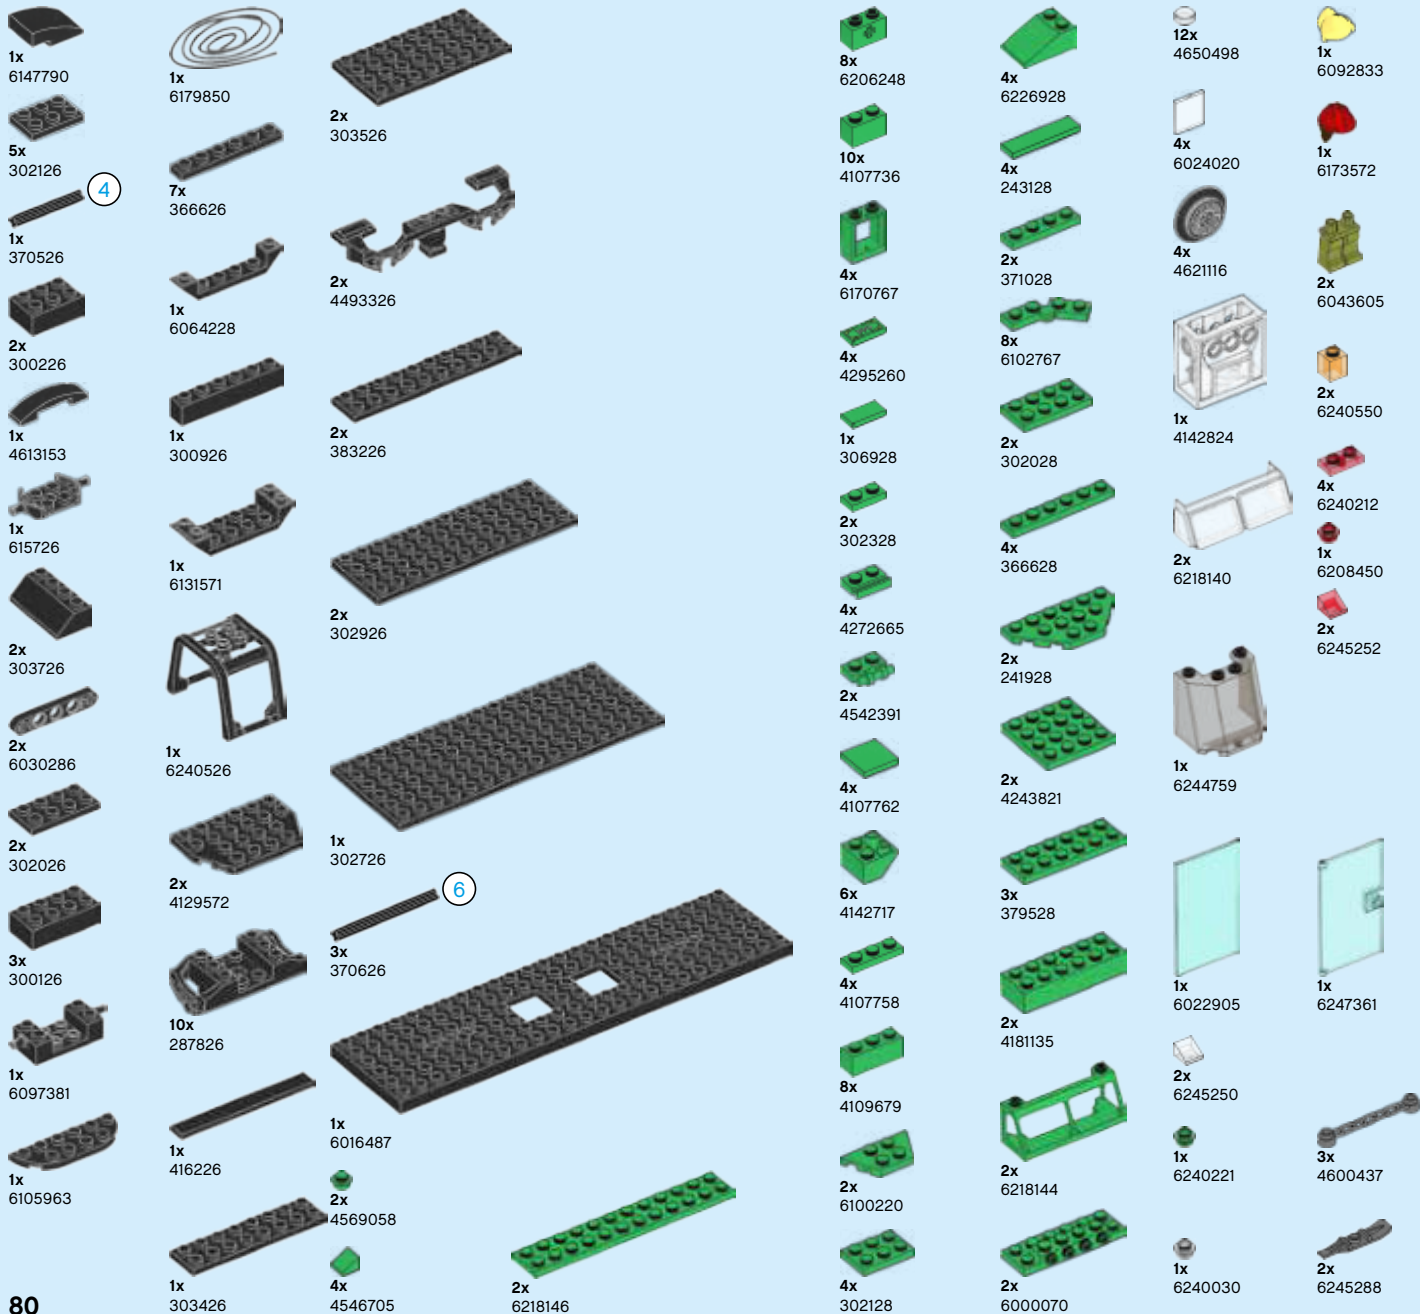 1x
6147790
5x
302126
4
1x
370526
2x
300226
1x
4613153
1x
615726
2x
303726
2x
6030286
2x
302026
3x
300126
1x
6097381
1x
6105963
80
1x
6179850
7x
366626
1x
6064228
1x
300926
1x
6131571
1x
6240526
2x
4129572
10x
287826
1x
416226
1x
303426
2x
303526
2x
4493326
2x
383226
2x
302926
1x
302726
6
3x
370626
1x
6016487
2x
4569058
4x
4546705
2x
6218146
8x
6206248
10x
4107736
4x
6170767
4x
4295260
1x
306928
2x
302328
4x
4272665
2x
4542391
4x
4107762
6x
4142717
4x
4107758
8x
4109679
2x
6100220
4x
302128
4x
6226928
4x
243128
2x
371028
8x
6102767
2x
302028
4x
366628
2x
241928
2x
4243821
3x
379528
2x
4181135
2x
6218144
2x
6000070
12x
4650498
4x
6024020
4x
4621116
1x
4142824
2x
6218140
1x
6244759
1x
6022905
2x
6245250
1x
6240221
1x
6240030
1x
6092833
1x
6173572
2x
6043605
2x
6240550
4x
6240212
1x
6208450
2x
6245252
1x
6247361
3x
4600437
2x
6245288